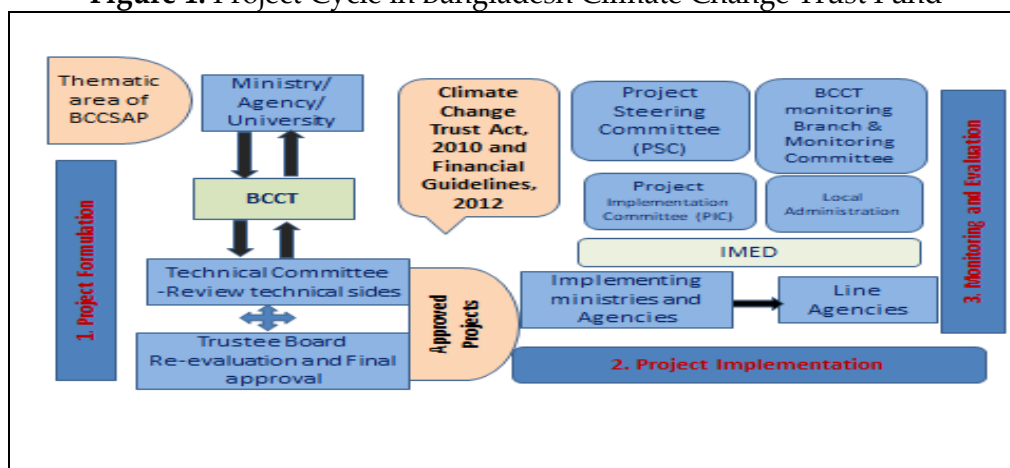 Figure 1. Project Cycle in Bangladesh Climate Change Trust Fund
Thematic
area of
BCCSAP
Ministry/
Agency/
University
BCCT
Technical Committee
-Review technical sides
Trustee Board
Re-evaluation and Final
approval
1. Project Formulation
Climate
Change
Trust Act,
2010 and
Financial
Guidelines,
2012
Approved
Projects
Project
Steering
Committee
(PSC)
BCCT
monitoring
Branch &
Monitoring
Committee
Project
Implementation
Committee (PIC)
Local
Administration
IMED
Implementing
ministries and
Agencies
Line
Agencies
2. Project Implementation
3. Monitoring and Evaluation